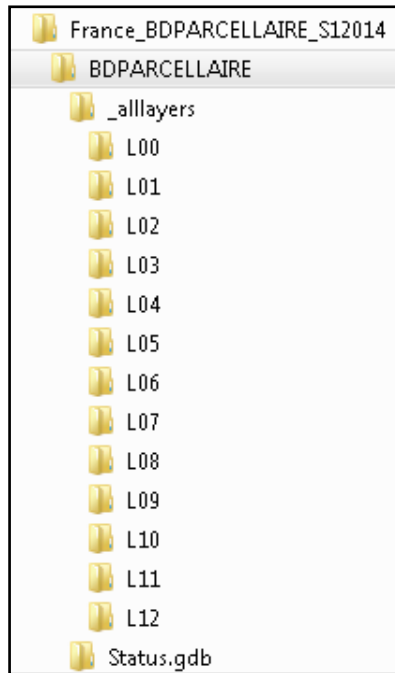 France_BDPARCELLAIRE_S12014
BDPARCELLAIRE
_alllayers
L00
L01
L02
L03
L04
L05
L06
L07
L08
L09
L10
L11
L12
Status.gdb